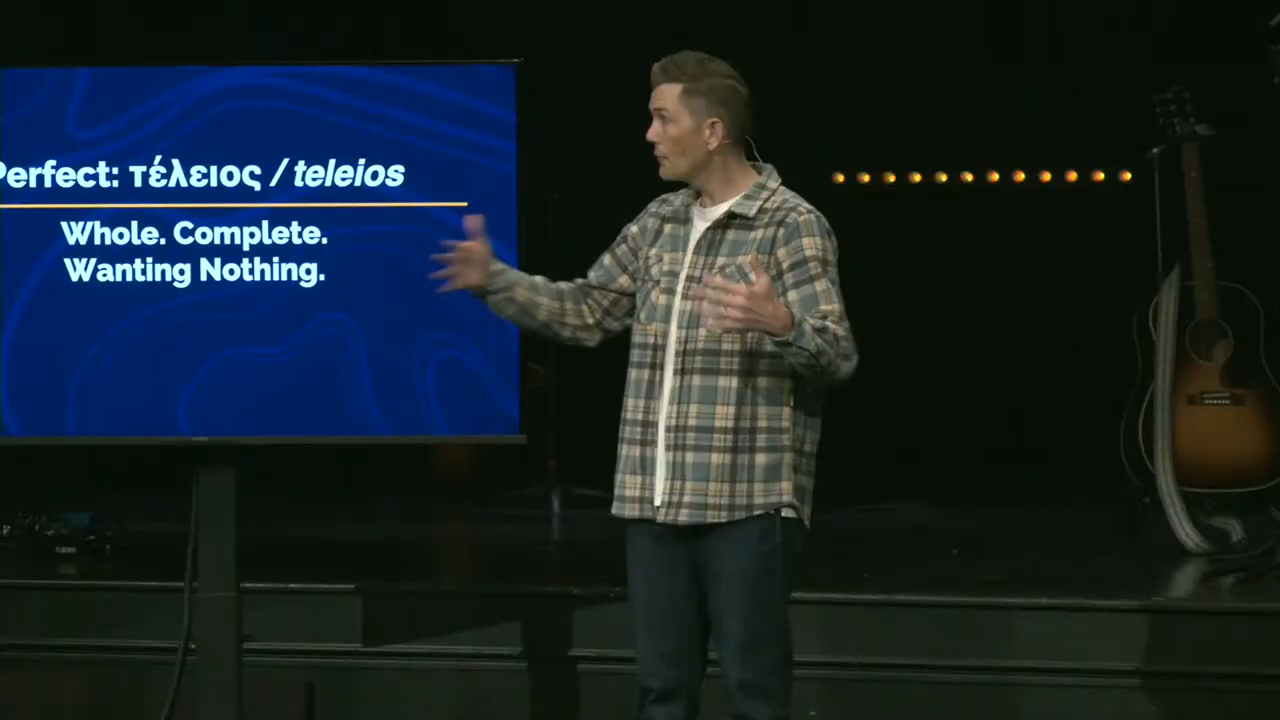 Perfect: τέλειος / teleios
Whole. Complete.
Wanting Nothing.